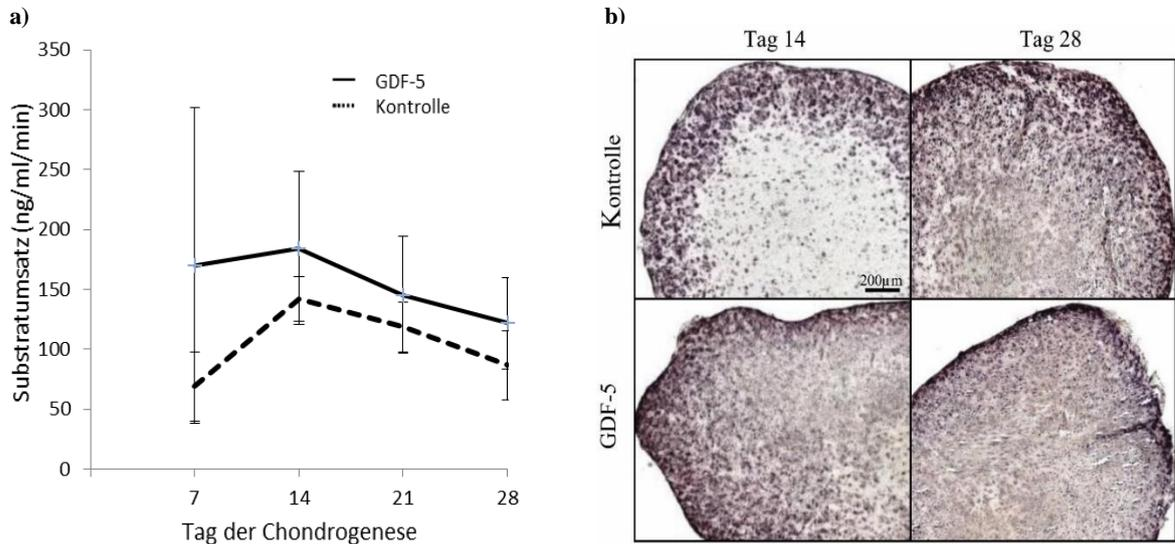 a)
350
300
250
200
150
100
50
0
Substratumsatz (ng/ml/min)
GDF-5
Kontrolle
7 14 21 28
Tag der Chondrogenese
b)
Tag 14 Tag 28
Kontrolle
200µm
GDF-5